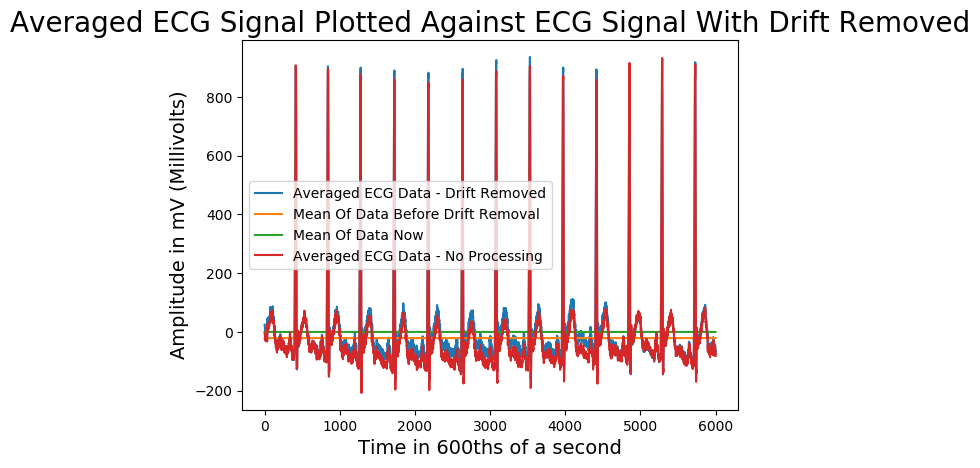 Averaged ECG Signal Plotted Against ECG Signal With Drift Removed
Amplitude in mV (Millivolts)
800
600
400
200
0
−200
Averaged ECG Data - Drift Removed
Mean Of Data Before Drift Removal
Mean Of Data Now
Averaged ECG Data - No Processing
0 1000 2000 3000 4000 5000 6000
Time in 600ths of a second